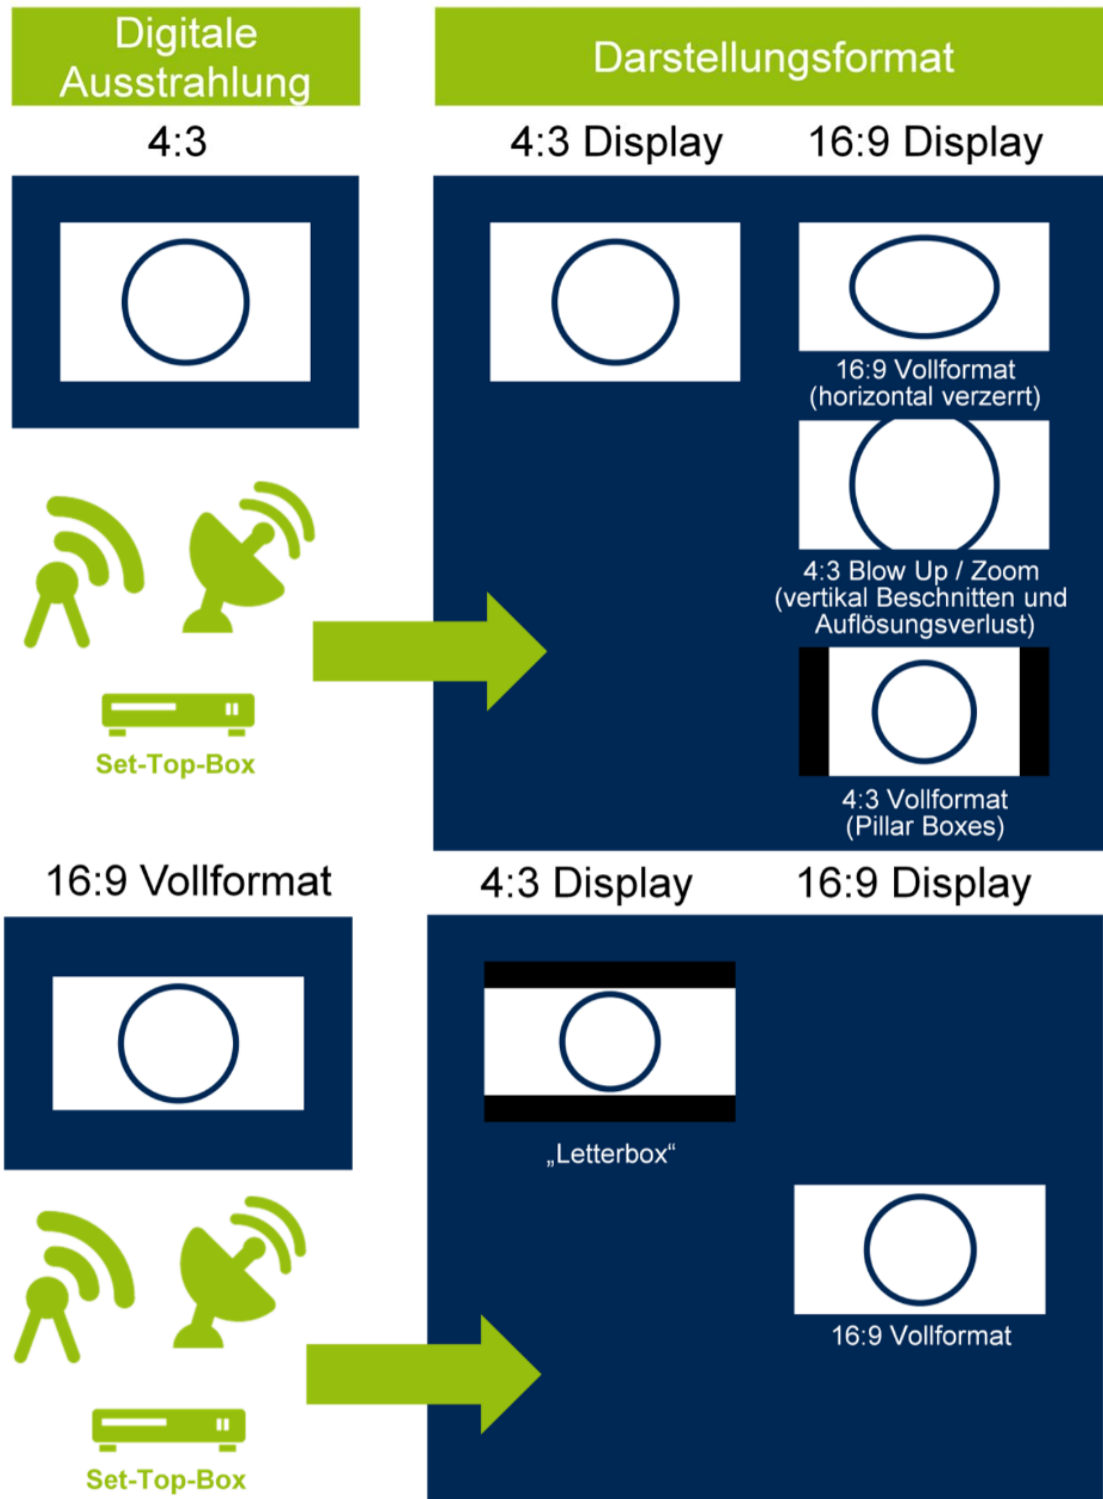 Digitale
Ausstrahlung
Darstellungsformat
4:3
4:3 Display
16:9 Display
16:9 Vollformat
(horizontal verzerrt)
4:3 Blow Up / Zoom
(vertikal Beschnitten und
Auflösungsverlust)
Set-Top-Box
4:3 Vollformat
(Pillar Boxes)
16:9 Vollformat
4:3 Display
16:9 Display
„Letterbox“
16:9 Vollformat
Set-Top-Box